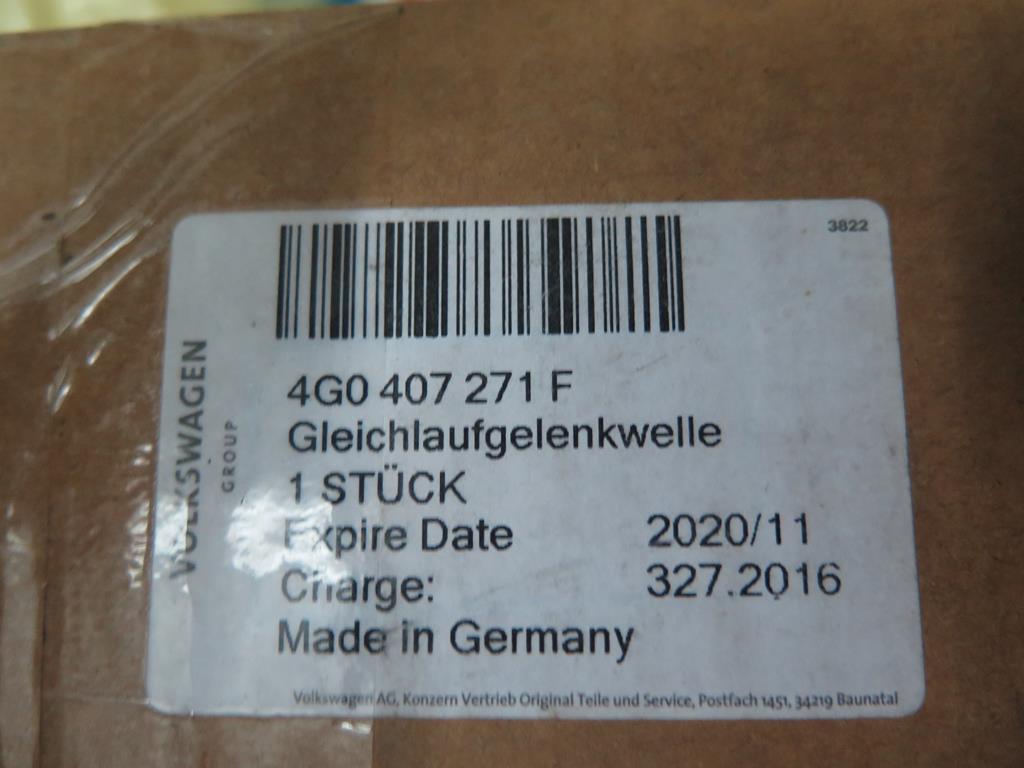 3822
VOLKSWAGEN
GROUP
4G0 407 271 F
Gleichlaufgelenkwelle
1 STÜCK
Expire Date 2020/11
Charge: 327.2016
Made in Germany
Volkswagen AG, Konzern Vertrieb Original Teile und Service, Postfach 1451, 34219 Baunatal